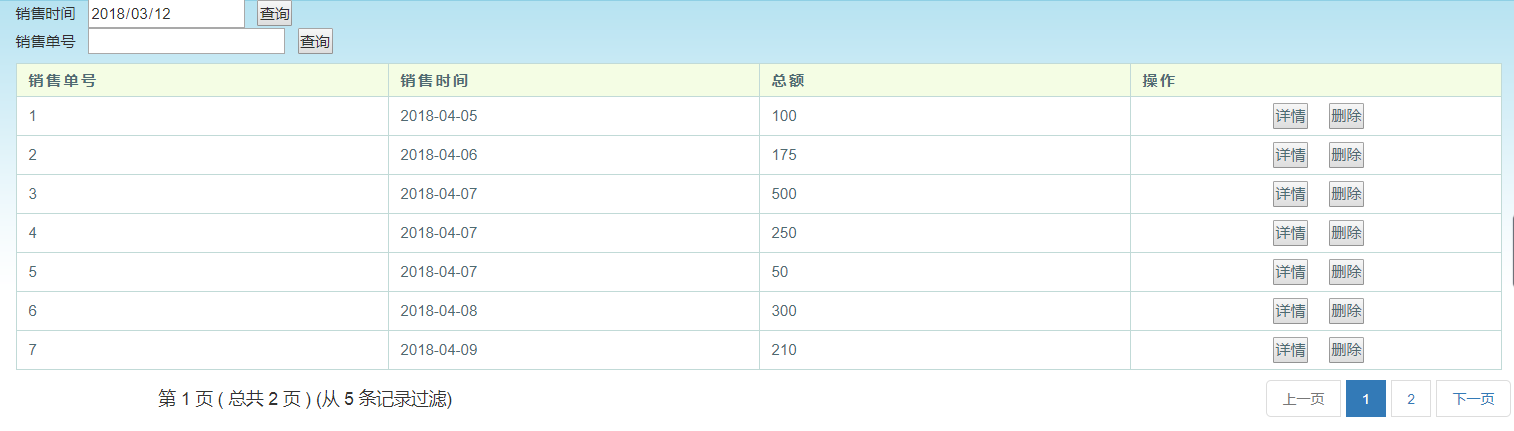 销售时间 2018/03/12 查询
销售单号 查询
销售单号 销售时间 总额 操作
1 2018-04-05 100 详情 删除
2 2018-04-06 175 详情 删除
3 2018-04-07 500 详情 删除
4 2018-04-07 250 详情 删除
5 2018-04-07 50 详情 删除
6 2018-04-08 300 详情 删除
7 2018-04-09 210 详情 删除
第 1 页 ( 总共 2 页 ) (从 5 条记录过滤) 上一页 1 2 下一页